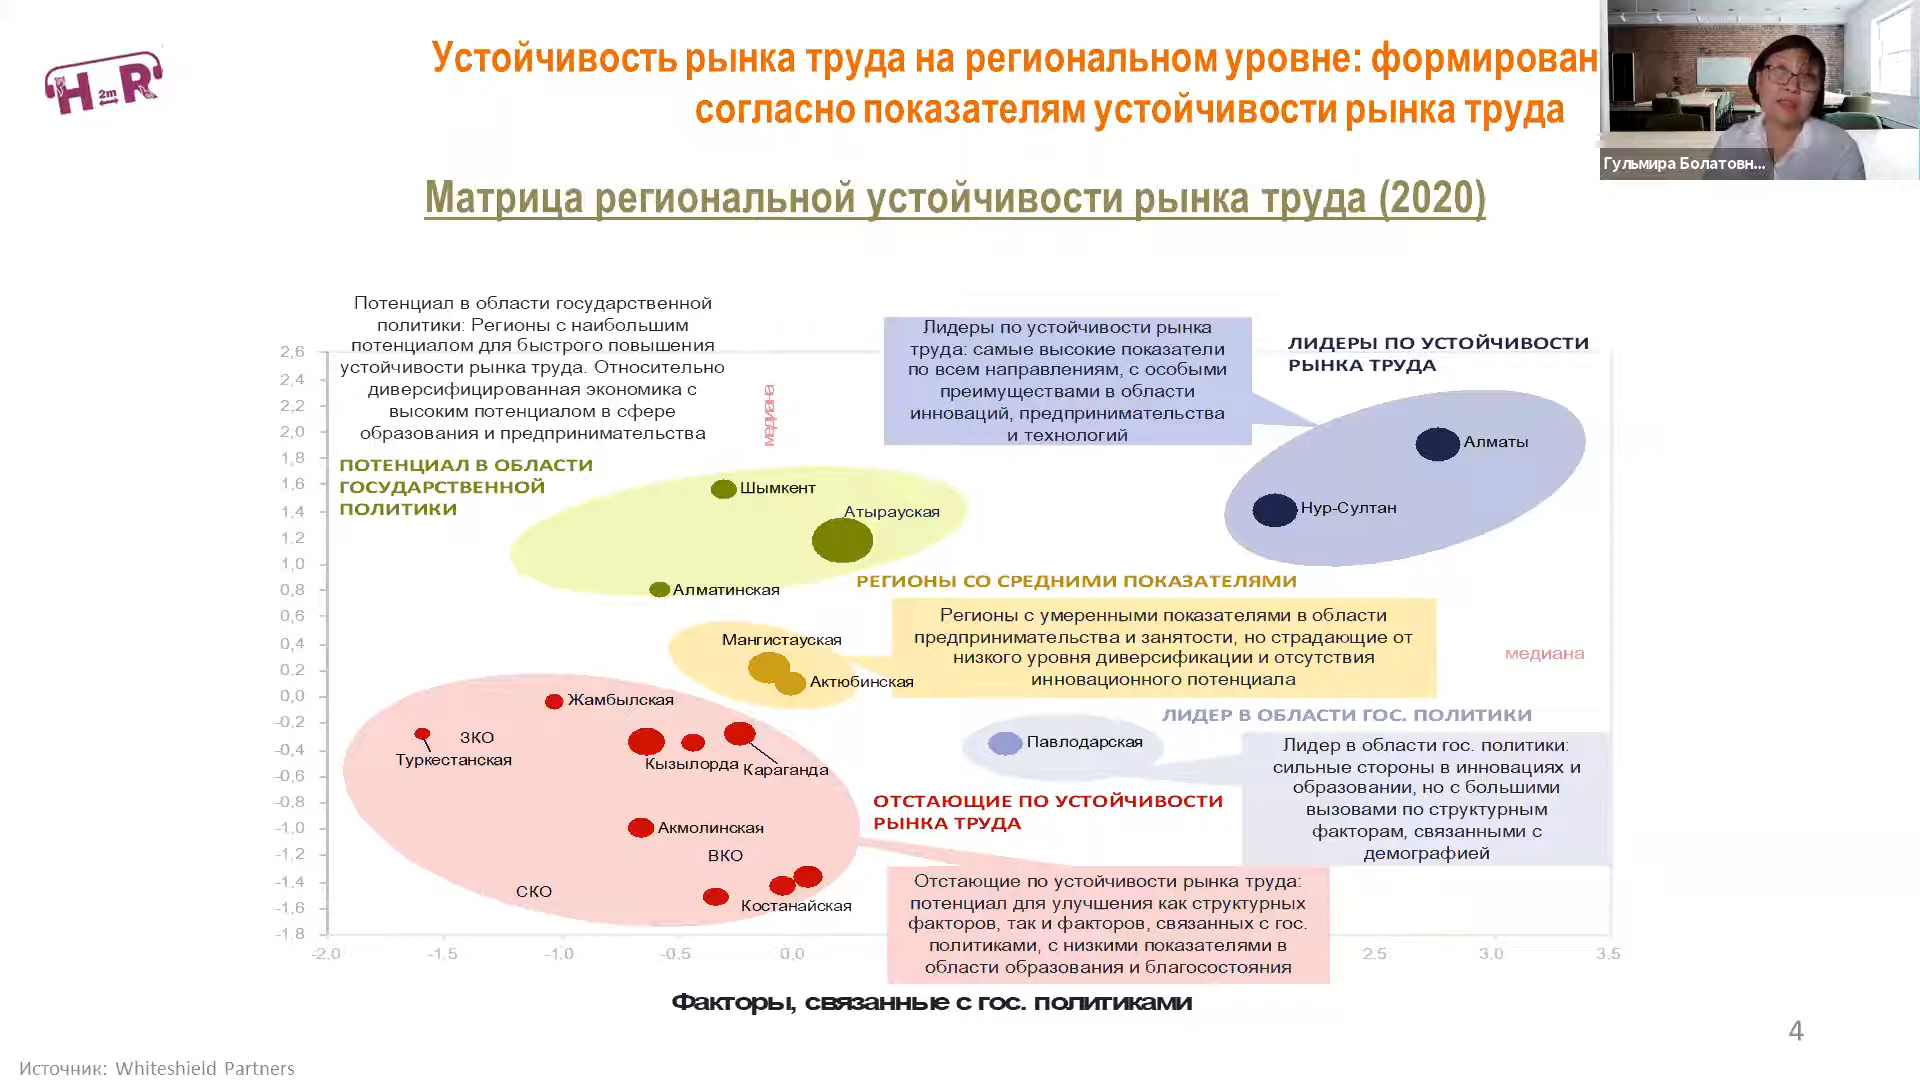 H 2m R
Устойчивость рынка труда на региональном уровне: формирован
согласно показателям устойчивости рынка труда
Гульмира Болатовн...
Матрица региональной устойчивости рынка труда (2020)
Потенциал в области государственной
политики: Регионы с наибольшим
потенциалом для быстрого повышения
устойчивости рынка труда. Относительно
диверсифицированная экономика с
высоким потенциалом в сфере
образования и предпринимательства
медиана
Лидеры по устойчивости рынка
труда: самые высокие показатели
по всем направлениям, с особыми
преимуществами в области
инноваций, предпринимательства
и технологий
ЛИДЕРЫ ПО УСТОЙЧИВОСТИ
РЫНКА ТРУДА
Алматы
Нур-Султан
ПОТЕНЦИАЛ В ОБЛАСТИ
ГОСУДАРСТВЕННОЙ
ПОЛИТИКИ
Шымкент
Атырауская
Алматинская
РЕГИОНЫ СО СРЕДНИМИ ПОКАЗАТЕЛЯМИ
Регионы с умеренными показателями в области
предпринимательства и занятости, но страдающие от
низкого уровня диверсификации и отсутствия
инновационного потенциала
Мангистауская
Актюбинская
медиана
Жамбылская
ЗКО
Туркестанская
Кызылорда
Караганда
Акмолинская
ВКО
СКО
Костанайская
ЛИДЕР В ОБЛАСТИ ГОС. ПОЛИТИКИ
Павлодарская
Лидер в области гос. политики:
сильные стороны в инновациях и
образовании, но с большими
вызовами по структурным
факторам, связанными с
демографией
ОТСТАЮЩИЕ ПО УСТОЙЧИВОСТИ
РЫНКА ТРУДА
Отстающие по устойчивости рынка труда:
потенциал для улучшения как структурных
факторов, так и факторов, связанных с гос.
политиками, с низкими показателями в
области образования и благосостояния
2,6
2,4
2,2
2,0
1,8
1,6
1,4
1,2
1,0
0,8
0,6
0,4
0,2
0,0
-0,2
-0,4
-0,6
-0,8
-1,0
-1,2
-1,4
-1,6
-1,8
-2,0 -1,5 -1,0 -0,5 0,0 2,5 3,0 3,5
Факторы, связанные с гос. политиками
4
Источник: Whiteshield Partners